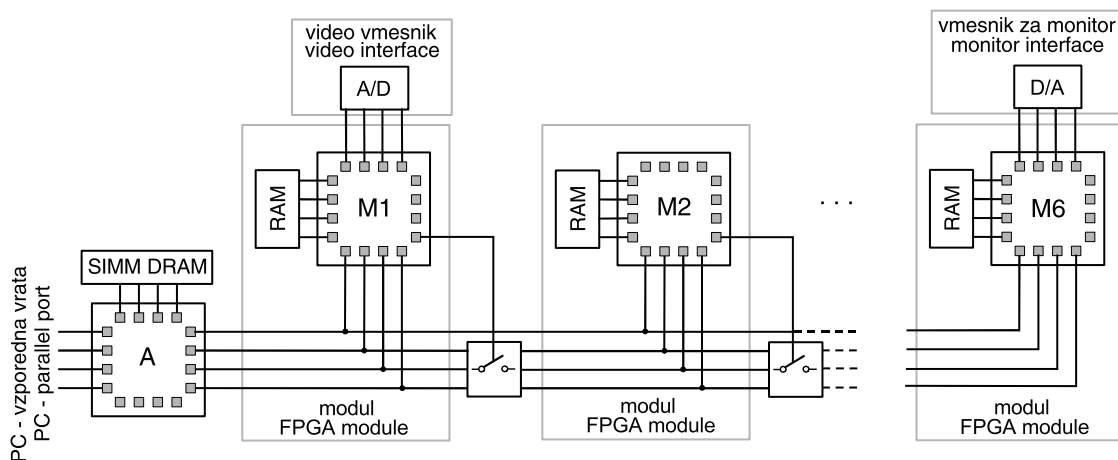 video vmesnik
video interface
A/D
vmesnik za monitor
monitor interface
D/A
RAM
M1
RAM
M2
. . .
RAM
M6
SIMM DRAM
A
PC - vzporedna vrata
PC - parallel port
modul
FPGA module
modul
FPGA module
modul
FPGA module